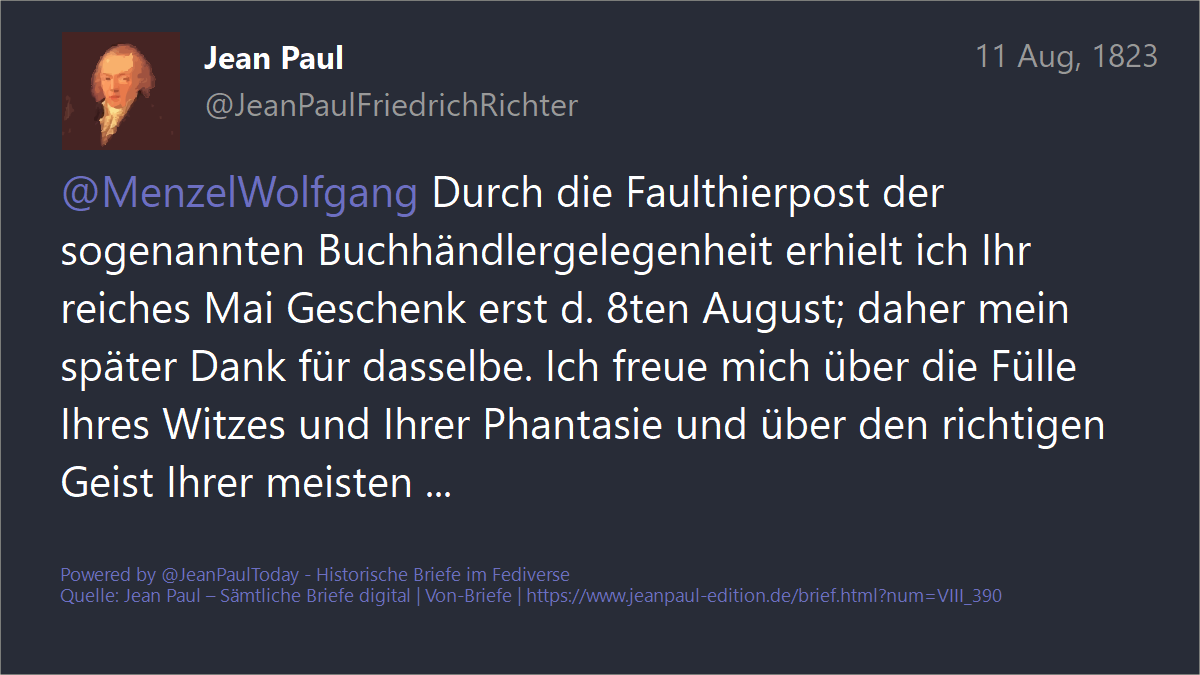 Jean Paul
11 Aug, 1823
@JeanPaulFriedrichRichter
@MenzelWolfgang Durch die Faulthierpost der
sogenannten Buchhändlergelegenheit erhielt ich Ihr
reiches Mai Geschenk erst d. 8ten August; daher mein
später Dank für dasselbe. Ich freue mich über die Fülle
Ihres Witzes und Ihrer Phantasie und über den richtigen
Geist Ihrer meisten ...
Powered by @JeanPaulToday - Historische Briefe im Fediverse
Quelle: Jean Paul – Sämtliche Briefe digital | Von-Briefe | https://www.jeanpaul-edition.de/brief.html?num=VIII_390